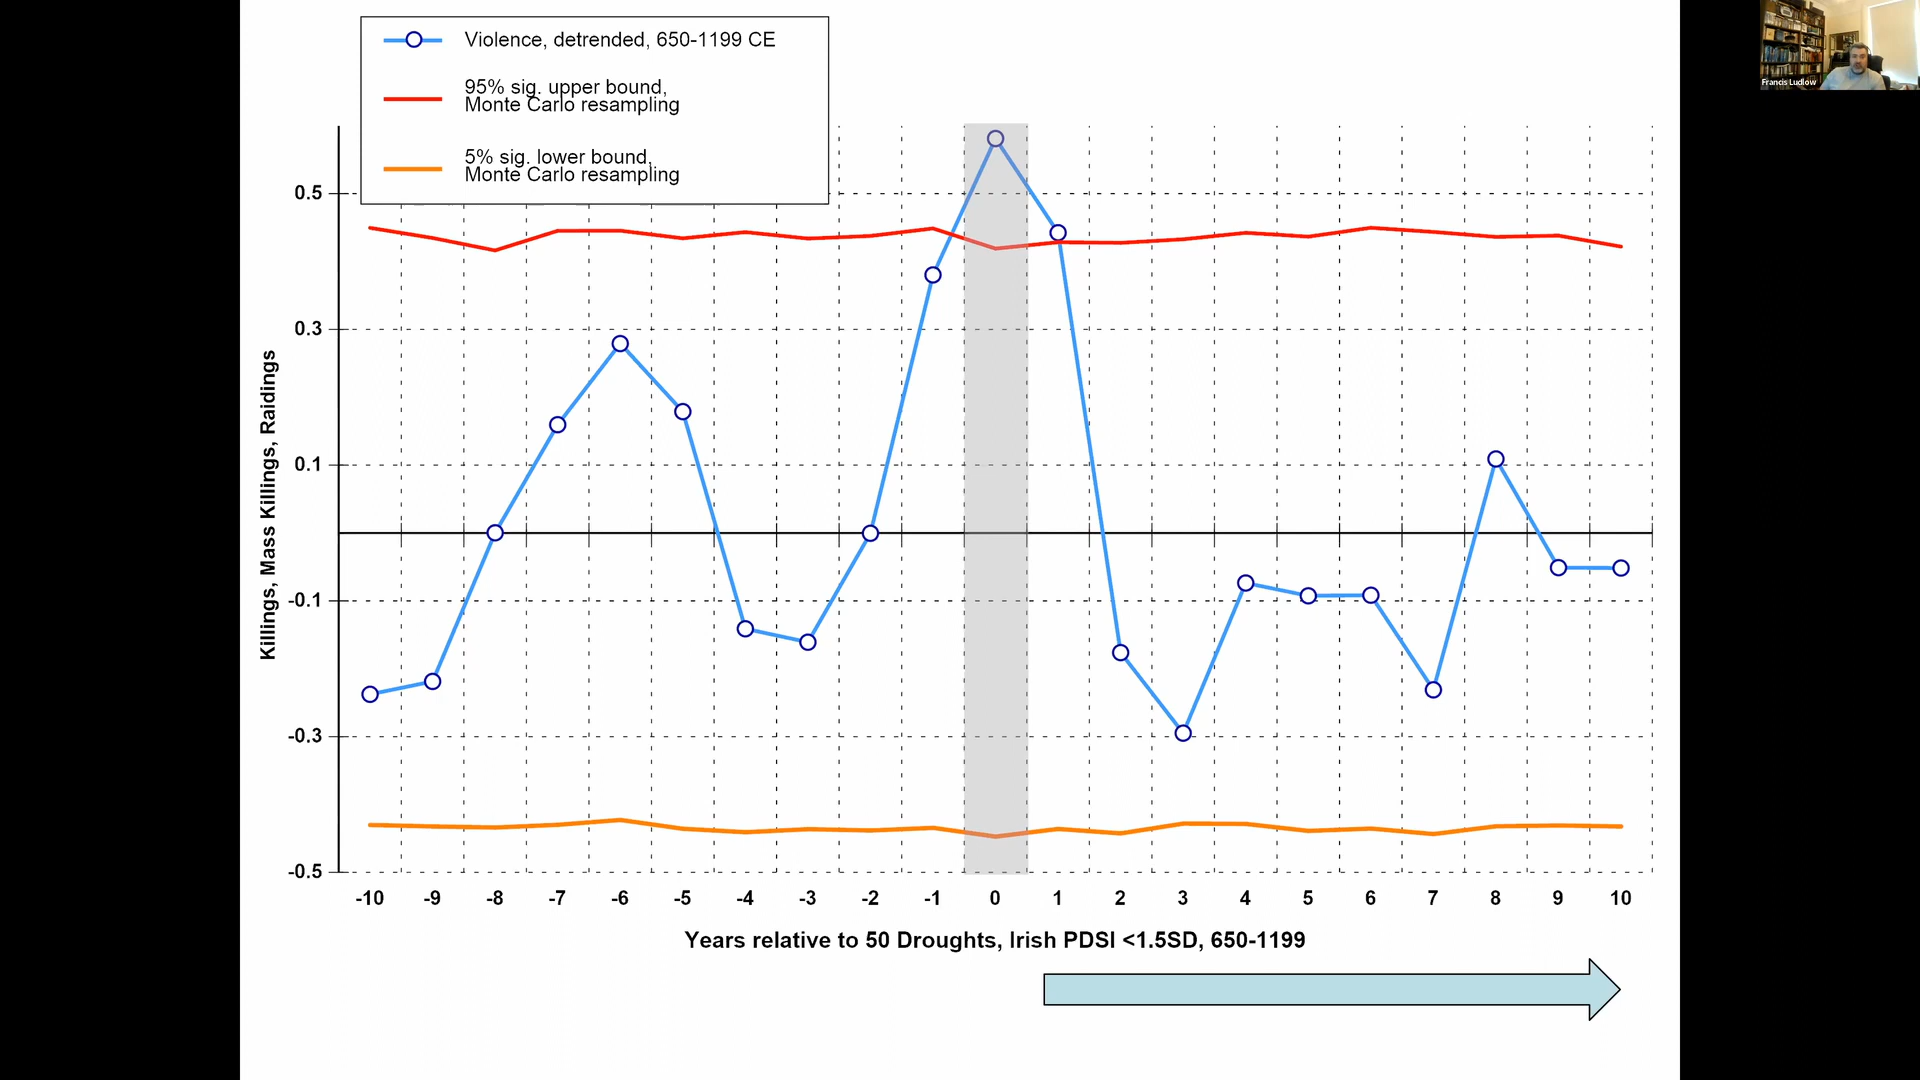 Violence, detrended, 650-1199 CE
95% sig. upper bound,
Monte Carlo resampling
5% sig. lower bound,
Monte Carlo resampling
Francis Ludlow
Killings, Mass Killings, Raidings
0.5
0.3
0.1
-0.1
-0.3
-0.5
-10 -9 -8 -7 -6 -5 -4 -3 -2 -1 0 1 2 3 4 5 6 7 8 9 10
Years relative to 50 Droughts, Irish PDSI <1.5SD, 650-1199